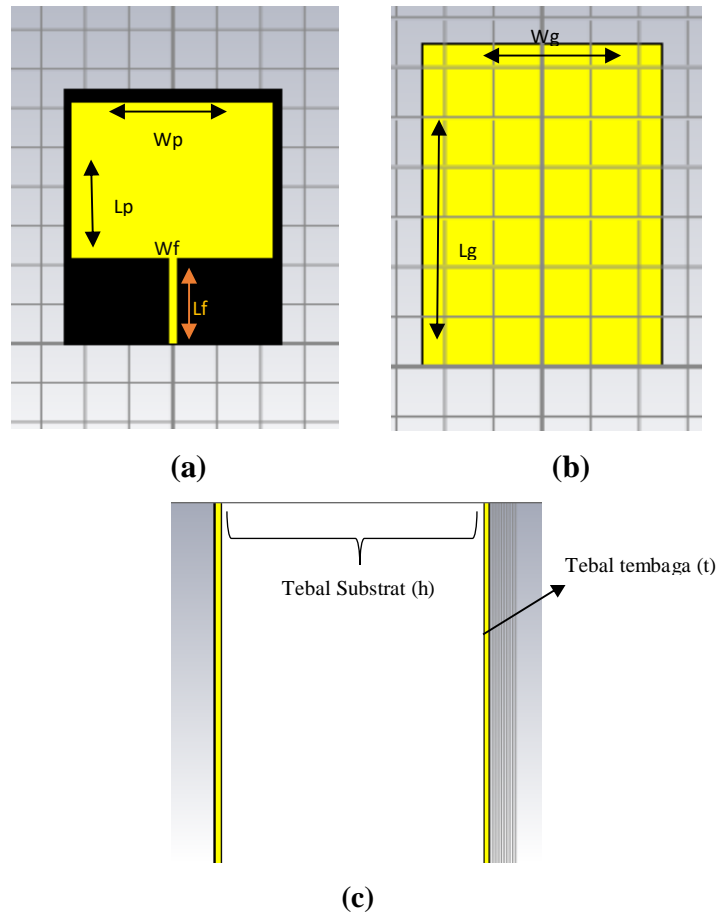 Wp
Lp
Wf
Lf
(a)
Wg
Lg
(b)
Tebal Substrat (h)
Tebal tembaga (t)
(c)